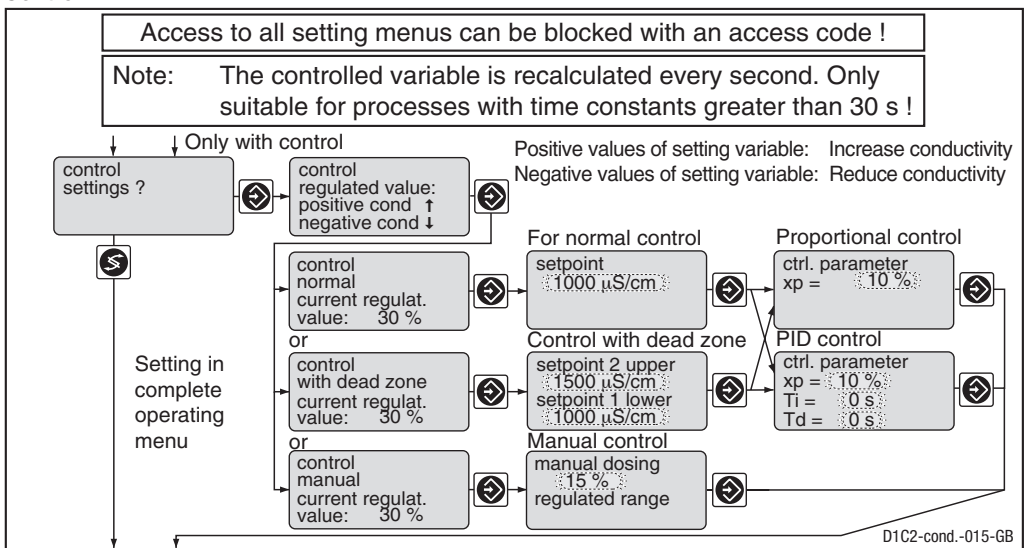 Access to all setting menus can be blocked with an access code !
Note: The controlled variable is recalculated every second. Only
suitable for processes with time constants greater than 30 s !
Only with control
Positive values of setting variable: Increase conductivity
Negative values of setting variable: Reduce conductivity
control
settings ?
control
regulated value:
positive cond ↑
negative cond ↓
For normal control
Proportional control
control
normal
current regulat.
value: 30 %
setpoint
1000 µS/cm
ctrl. parameter
xp = 10 %
or
Control with dead zone
PID control
Setting in
complete
operating
menu
control
with dead zone
current regulat.
value: 30 %
setpoint 2 upper
1500 µS/cm
setpoint 1 lower
1000 µS/cm
ctrl. parameter
xp = 10 %
Ti = 0 s
Td = 0 s
or
Manual control
control
manual
current regulat.
value: 30 %
manual dosing
15 %
regulated range
D1C2-cond.-015-GB